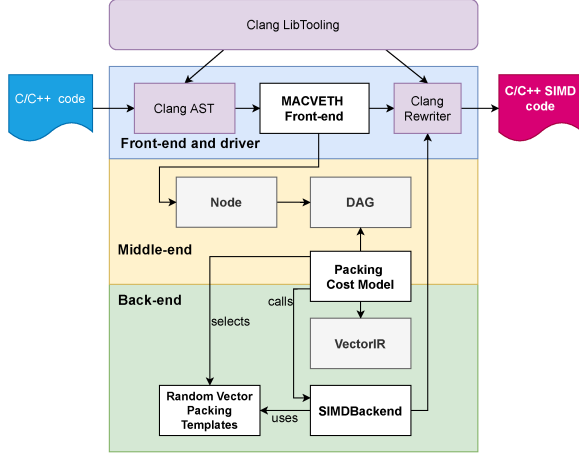 Clang LibTooling
C/C++ code
Clang AST
MACVETH
Front-end
Clang
Rewriter
C/C++ SIMD
code
Front-end and driver
Node
DAG
Middle-end
Packing
Cost Model
Back-end
calls
selects
VectorIR
Random Vector
Packing
Templates
uses
SIMDBackend